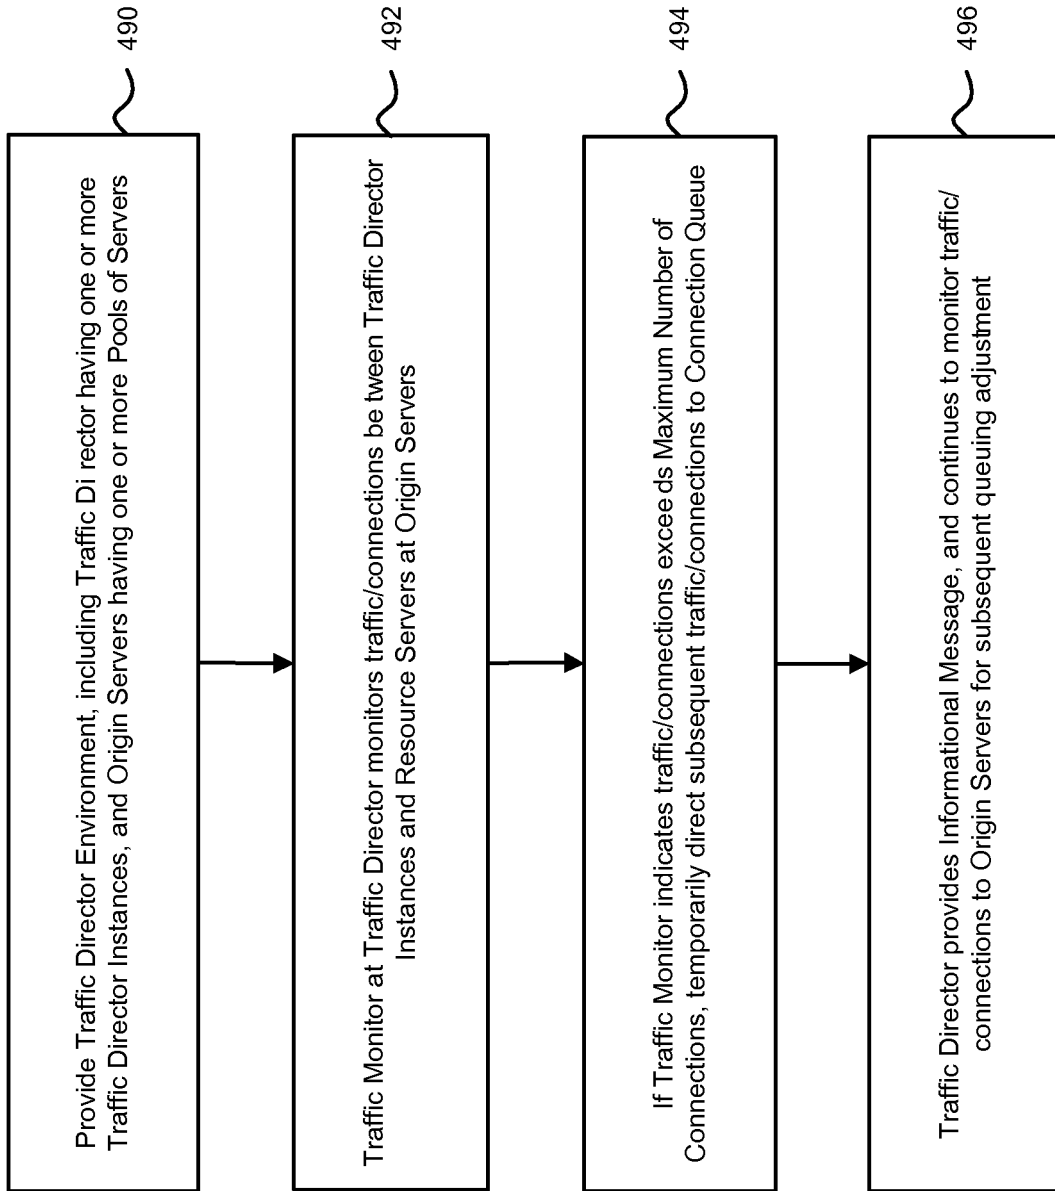 Provide Traffic Director Environment, including Traffic Di rector having one or more
Traffic Director Instances, and Origin Servers having one or more Pools of Servers
490
Traffic Monitor at Traffic Director monitors traffic/connections be tween Traffic Director
Instances and Resource Servers at Origin Servers
492
If Traffic Monitor indicates traffic/connections excee ds Maximum Number of
Connections, temporarily direct subsequent traffic/connections to Connection Queue
494
Traffic Director provides Informational Message, and continues to monitor traffic/
connections to Origin Servers for subsequent queuing adjustment
496